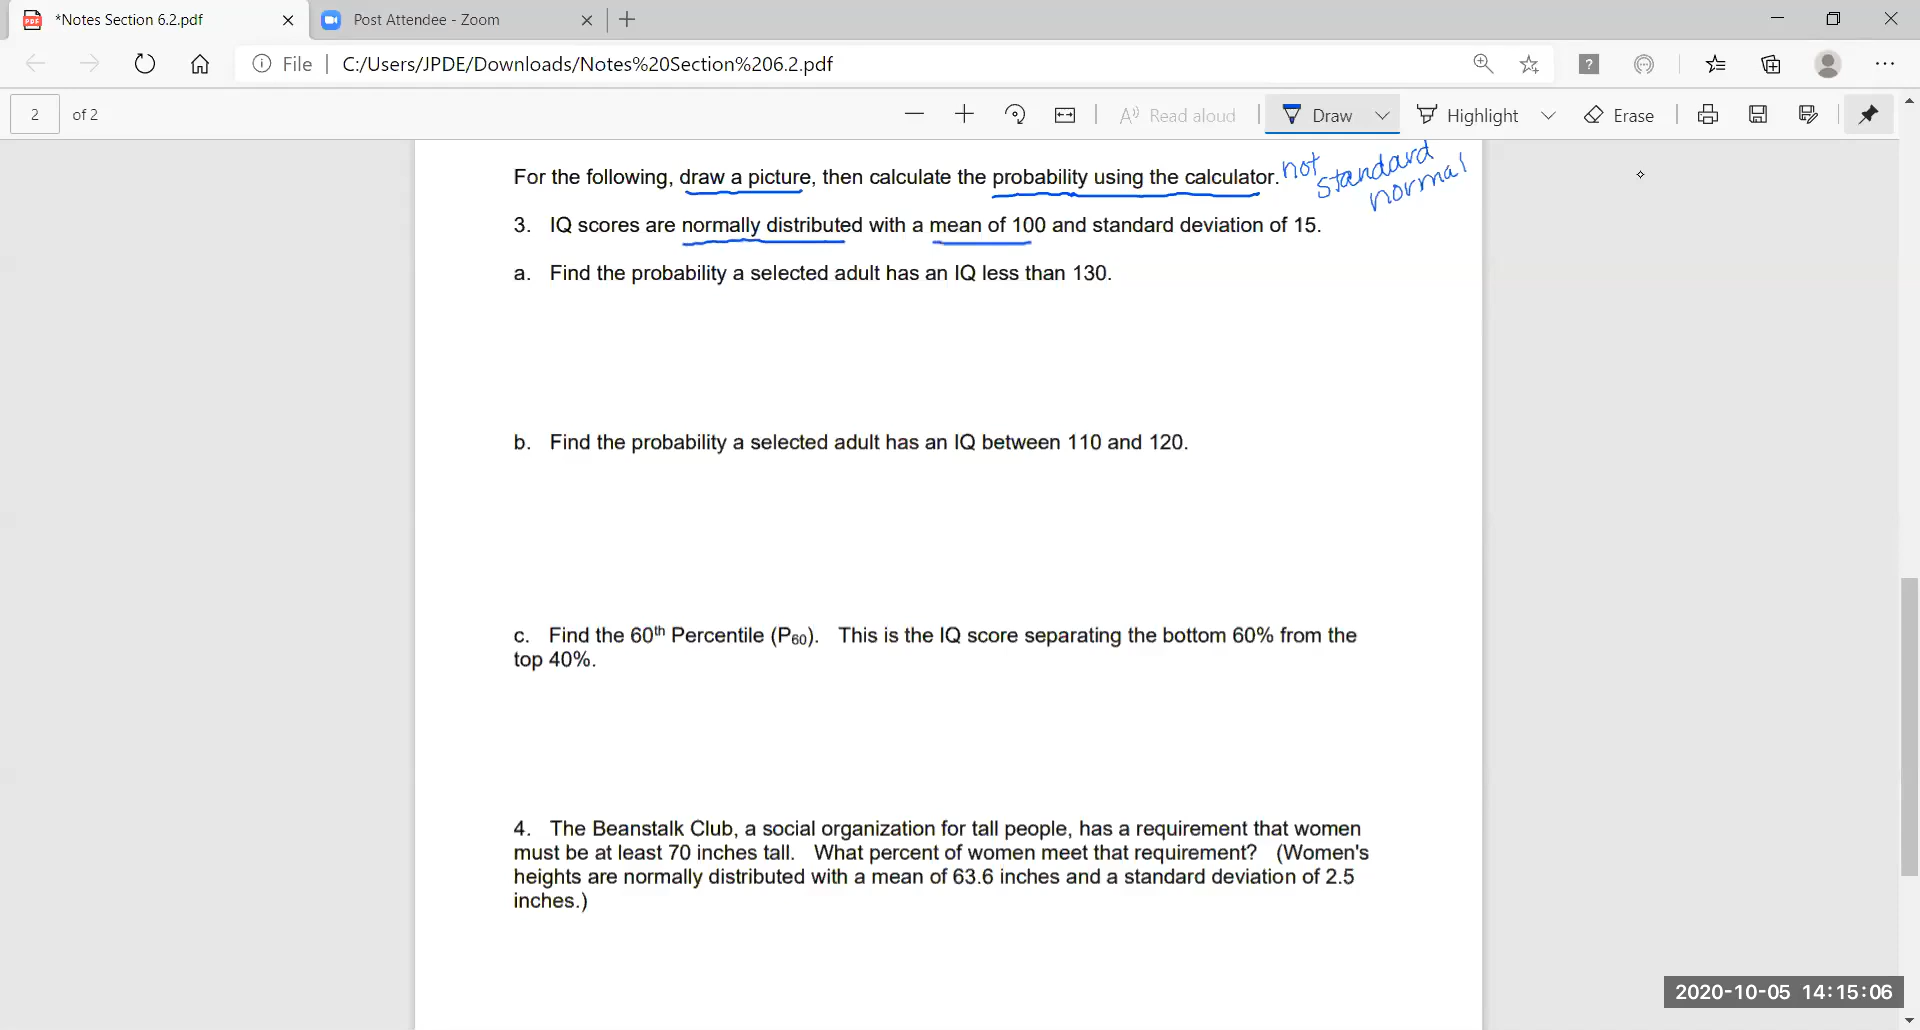 *Notes Section 6.2.pdf
Post Attendee - Zoom
File | C:/Users/JPDE/Downloads/Notes%20Section%206.2.pdf
2 of 2
Read aloud
Draw
Highlight
Erase
For the following, draw a picture, then calculate the probability using the calculator.
not
standard
normal
3. IQ scores are normally distributed with a mean of 100 and standard deviation of 15.
a. Find the probability a selected adult has an IQ less than 130.
b. Find the probability a selected adult has an IQ between 110 and 120.
c. Find the 60th Percentile (P60). This is the IQ score separating the bottom 60% from the
top 40%.
4. The Beanstalk Club, a social organization for tall people, has a requirement that women
must be at least 70 inches tall. What percent of women meet that requirement? (Women's
heights are normally distributed with a mean of 63.6 inches and a standard deviation of 2.5
inches.)
2020-10-05 14:15:06